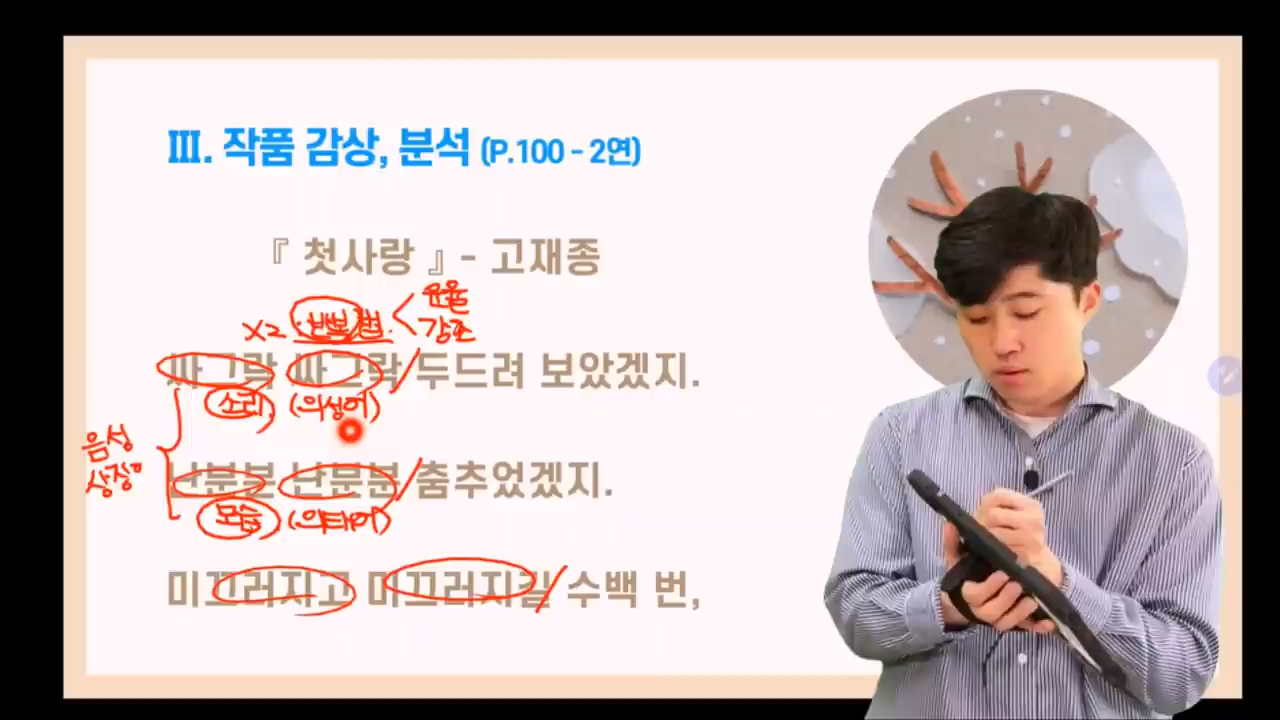 Ⅲ. 작품 감상, 분석 (P.100 - 2연)
『 첫사랑 』 - 고재종
운율
×2 반복법 < 강조
싸그락 싸그락 / 두드려 보았겠지.
소리 (의성어)
음성
상징어
난분분 난분분 / 춤추었겠지.
모습 (의태어)
미끄러지고 미끄러지길 / 수백 번,